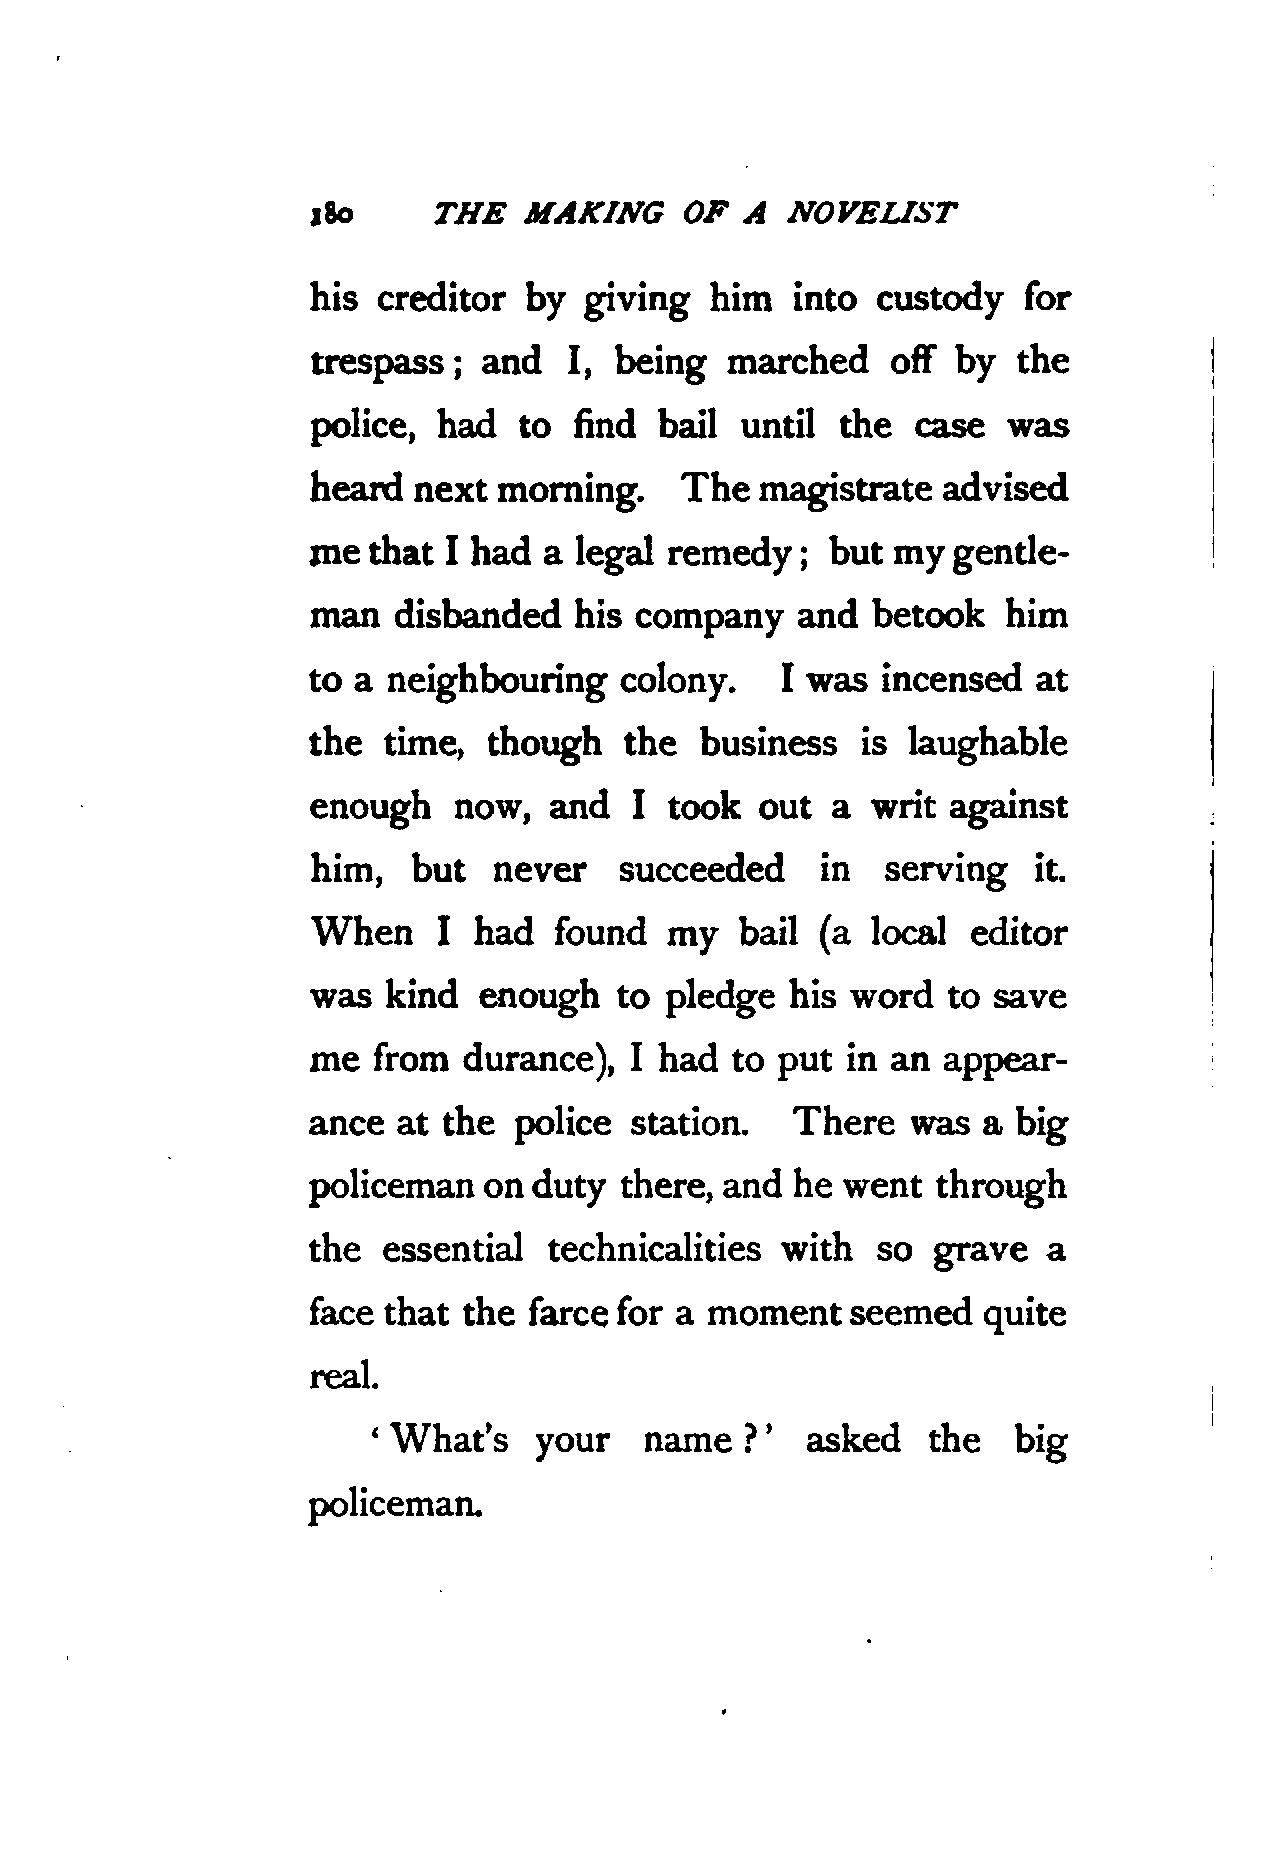 180 THE MAKING OF A NOVELIST
his creditor by giving him into custody for
trespass; and I, being marched off by the
police, had to find bail until the case was
heard next morning. The magistrate advised
me that I had a legal remedy; but my gentle-
man disbanded his company and betook him
to a neighbouring colony. I was incensed at
the time, though the business is laughable
enough now, and I took out a writ against
him, but never succeeded in serving it.
When I had found my bail (a local editor
was kind enough to pledge his word to save
me from durance), I had to put in an appear-
ance at the police station. There was a big
policeman on duty there, and he went through
the essential technicalities with so grave a
face that the farce for a moment seemed quite
real.
‘What's your name?’ asked the big
policeman.